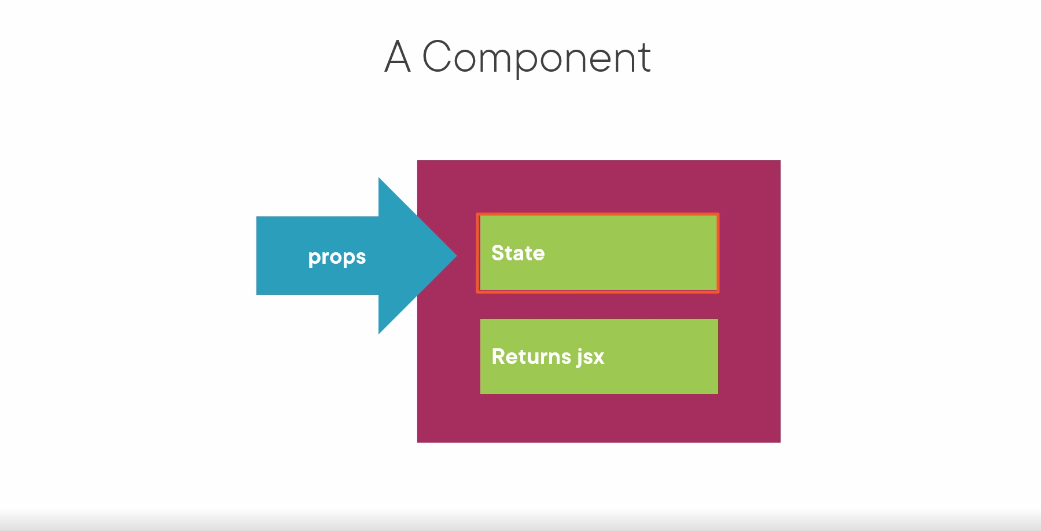 A Component
props
State
Returns jsx